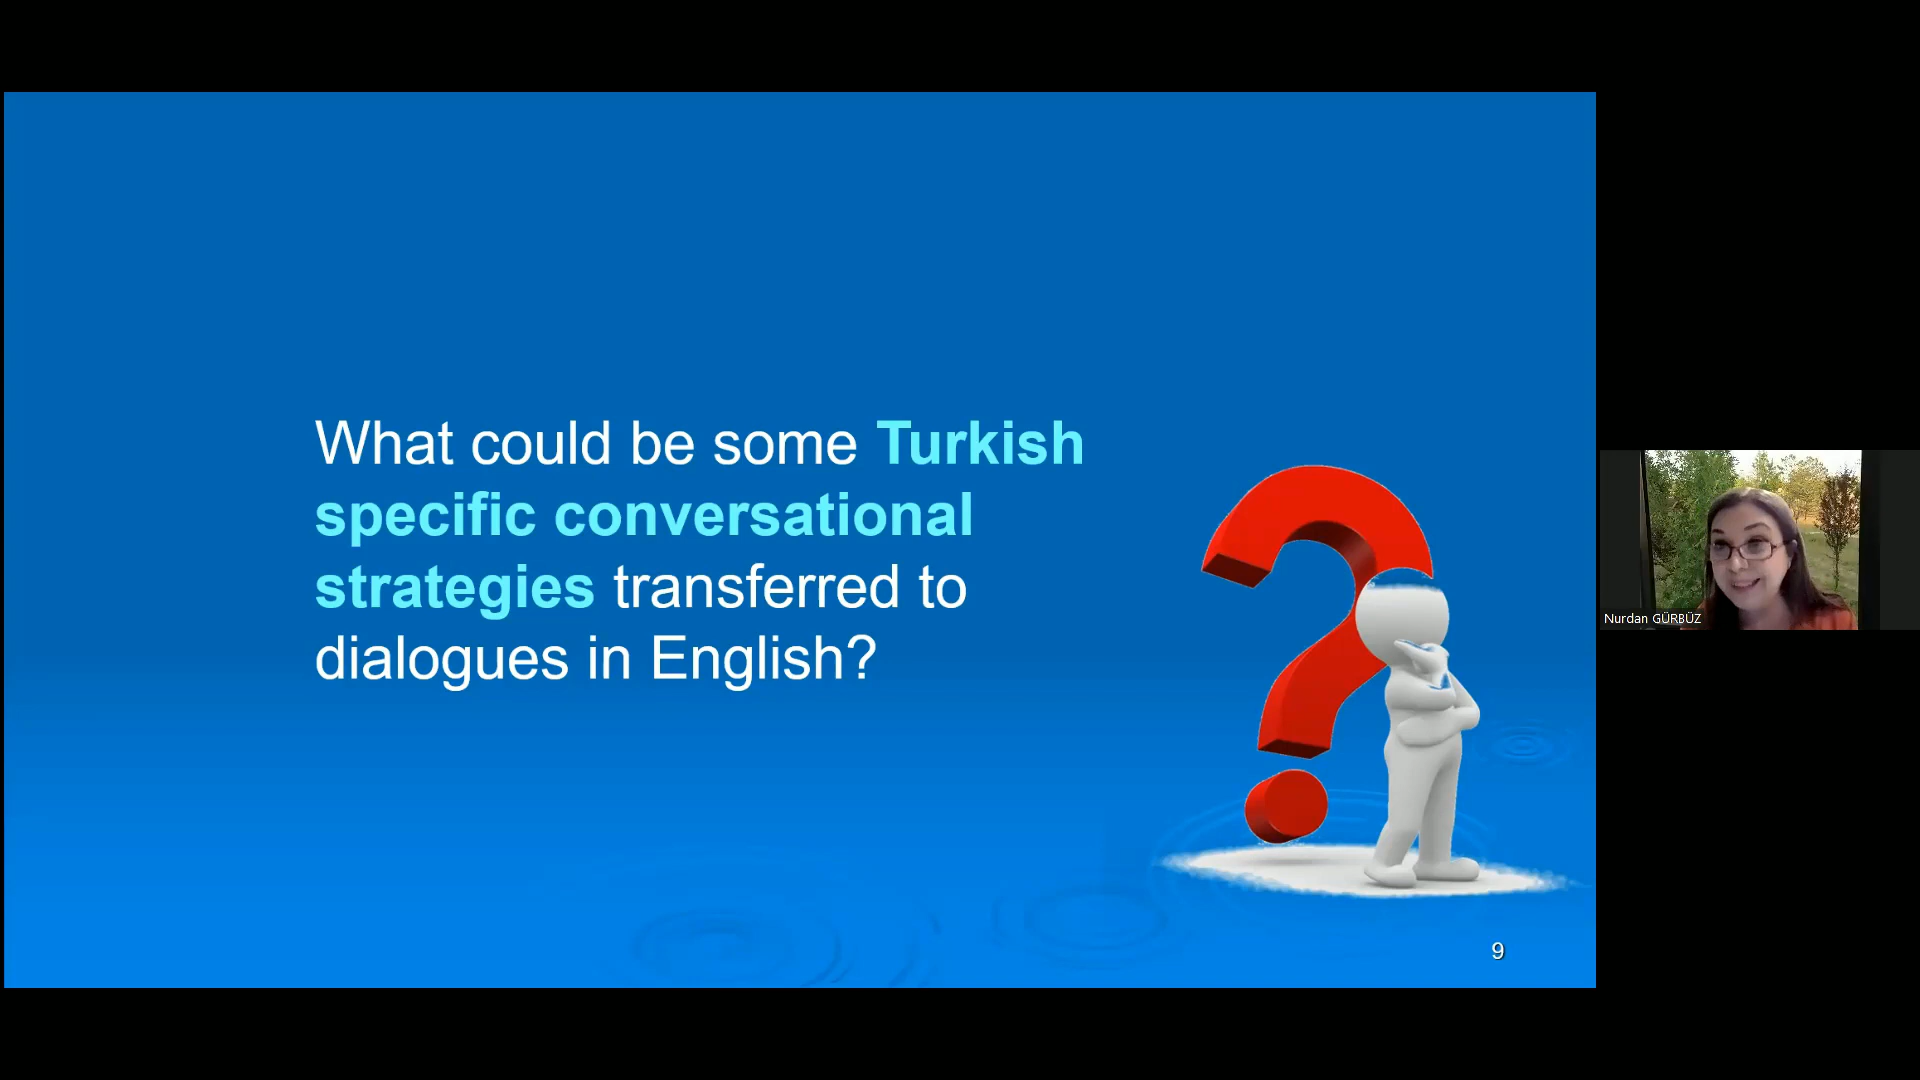 What could be some Turkish
specific conversational
strategies transferred to
dialogues in English?
9
Nurdan GÜRBÜZ